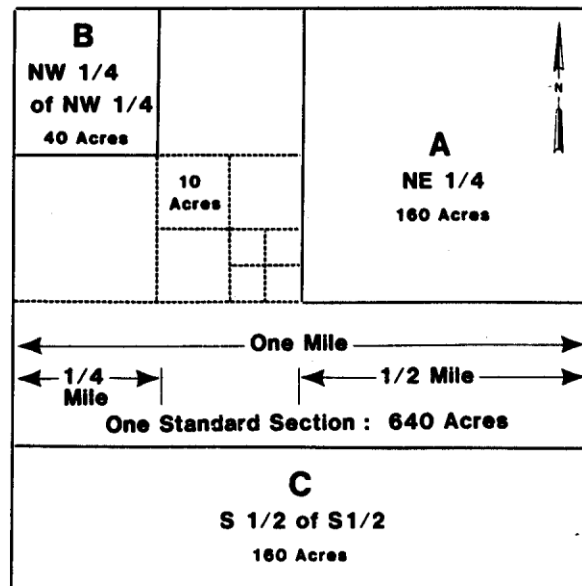 B
NW 1/4
of NW 1/4
40 Acres
N
A
NE 1/4
160 Acres
10
Acres
One Mile
1/4
Mile
1/2 Mile
One Standard Section : 640 Acres
C
S 1/2 of S1/2
160 Acres